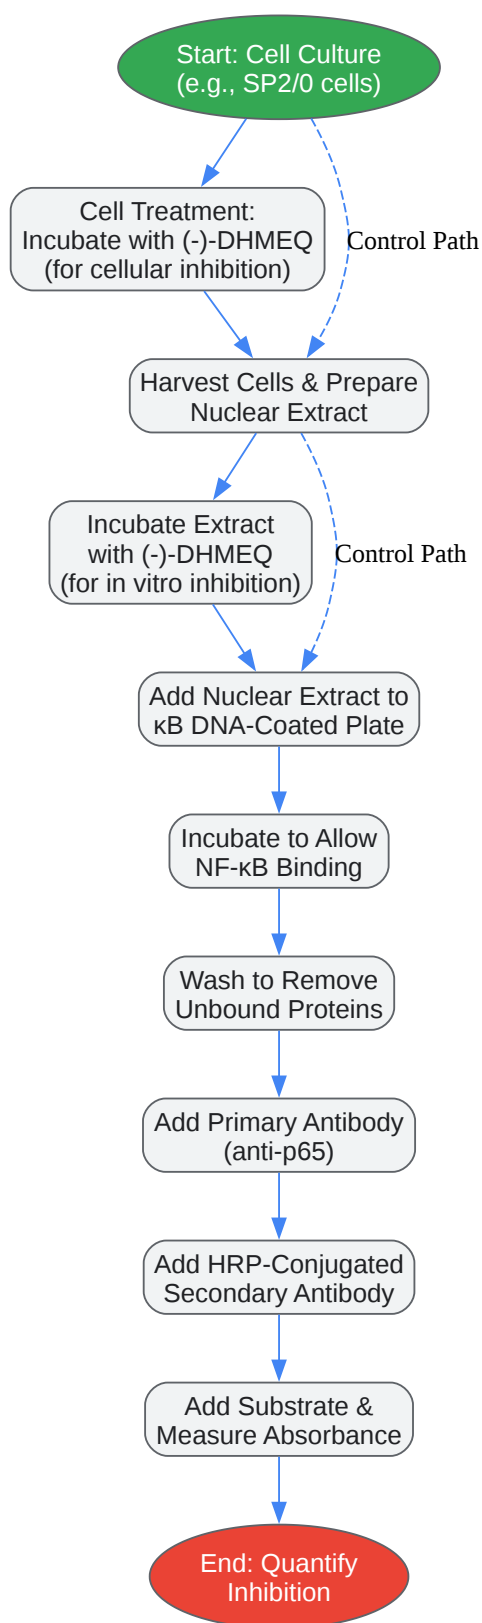 Start: Cell Culture
(e.g., SP2/0 cells)
Cell Treatment:
Incubate with (-)-DHMEQ
(for cellular inhibition)
Control Path
Harvest Cells & Prepare
Nuclear Extract
Incubate Extract
with (-)-DHMEQ
(for in vitro inhibition)
Control Path
Add Nuclear Extract to
κB DNA-Coated Plate
Incubate to Allow
NF-κB Binding
Wash to Remove
Unbound Proteins
Add Primary Antibody
(anti-p65)
Add HRP-Conjugated
Secondary Antibody
Add Substrate &
Measure Absorbance
End: Quantify
Inhibition